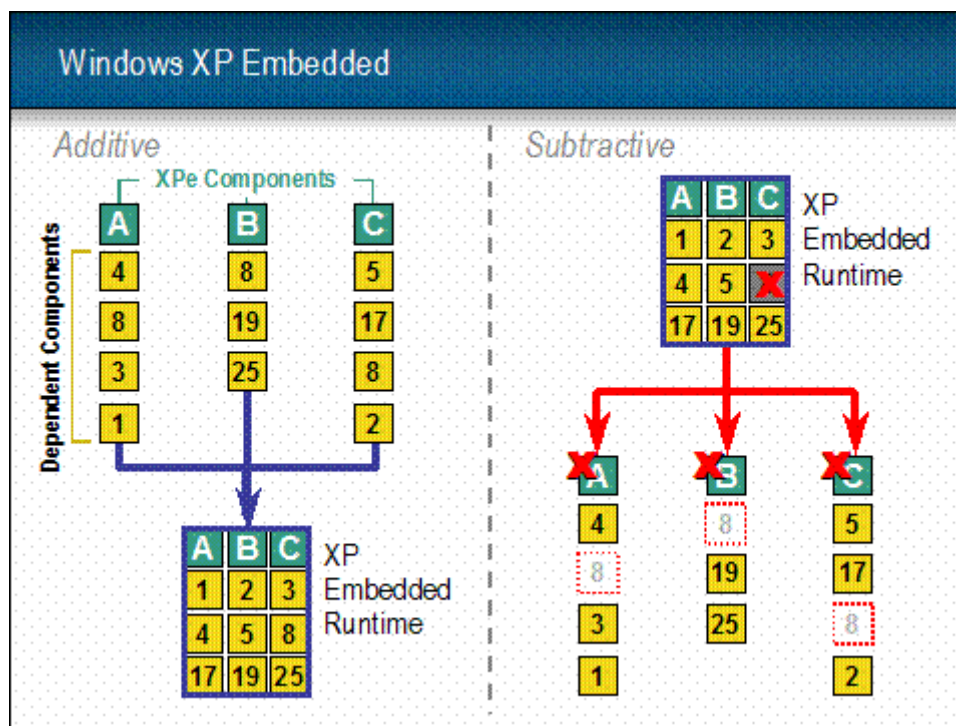 Windows XP Embedded
Additive
XPe Components
A B C
Dependent Components
4 8 5
8 19 17
3 25 8
1 2
A B C
1 2 3
4 5 8
17 19 25
XP
Embedded
Runtime
Subtractive
A B C
1 2 3
4 5 X
17 19 25
XP
Embedded
Runtime
X A X B X C
4 8 5
8 19 17
3 25 8
1 2